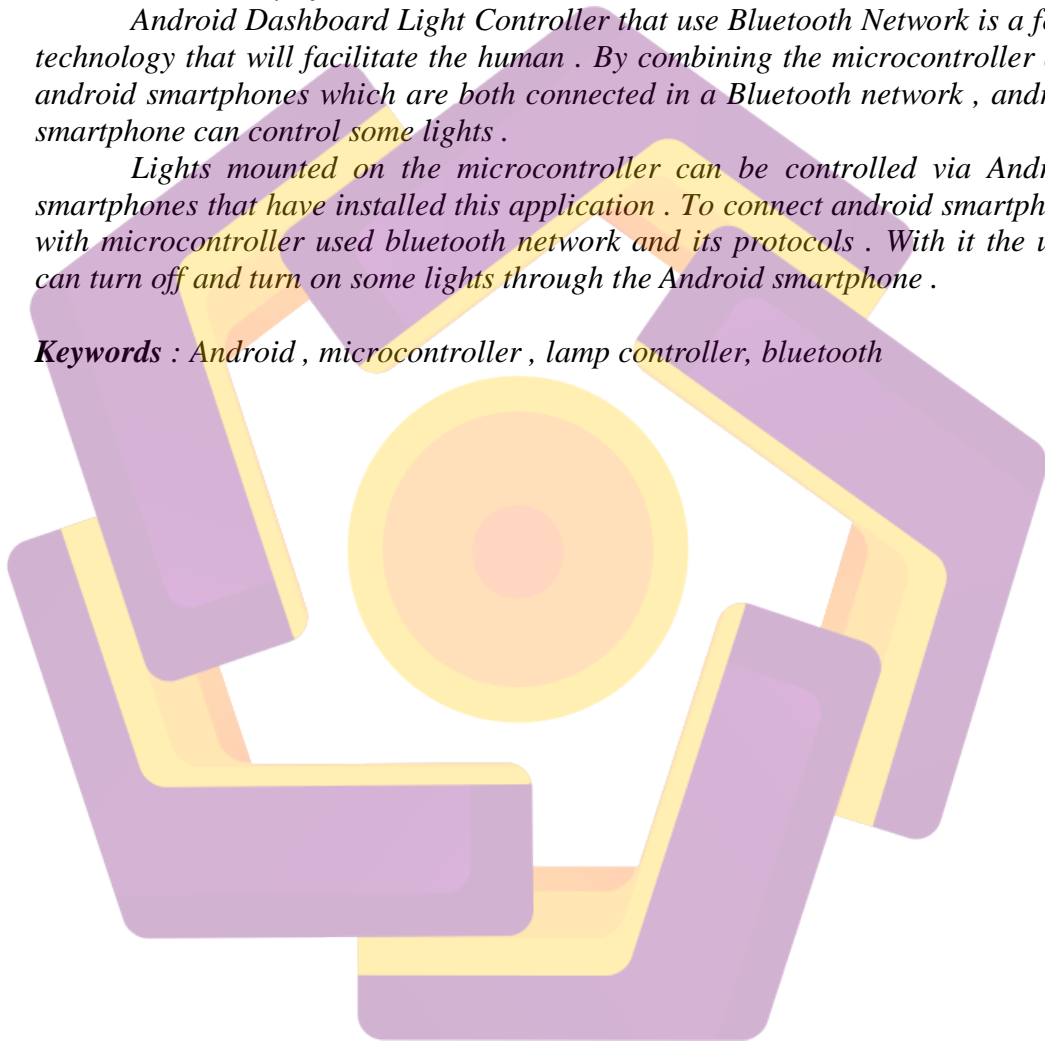 Android Dashboard Light Controller that use Bluetooth Network is a
technology that will facilitate the human . By combining the microcontroller
android smartphones which are both connected in a Bluetooth network ,
smartphone can control some lights .
Lights mounted on the microcontroller can be controlled via
smartphones that have installed this application . To connect android
with microcontroller used bluetooth network and its protocols . With it the
can turn off and turn on some lights through the Android smartphone .
Keywords : Android , microcontroller , lamp controller, bluetooth